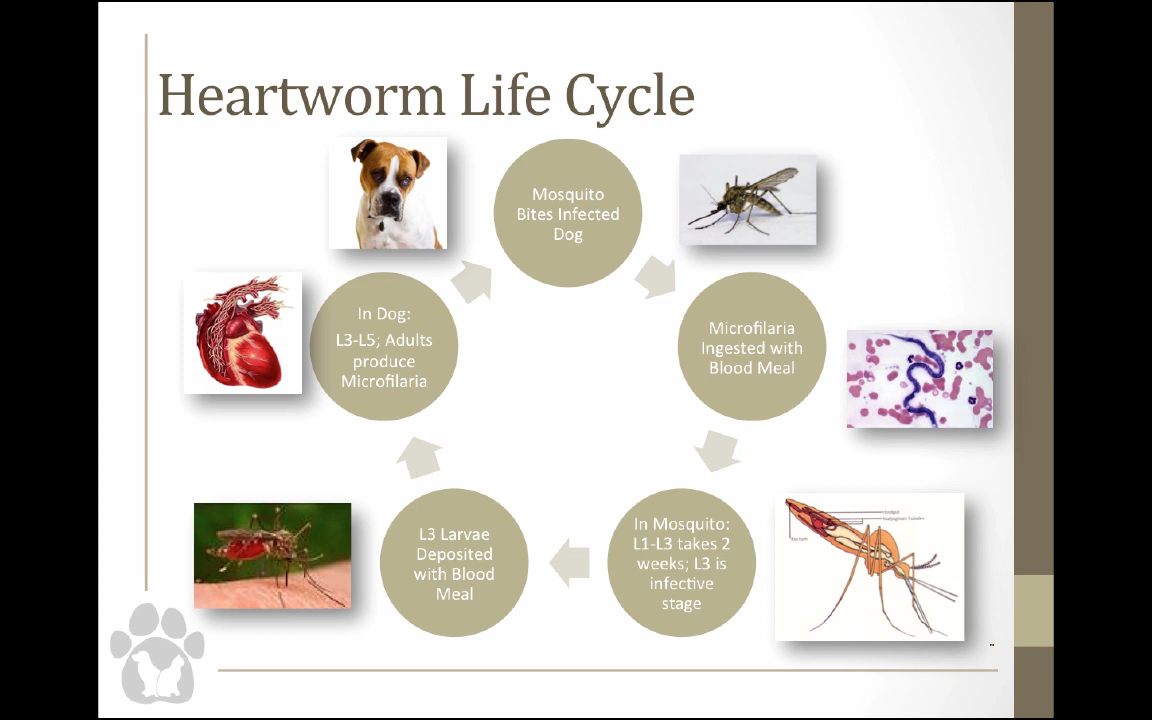 Heartworm Life Cycle
Mosquito
Bites Infected
Dog
Microfilaria
Ingested with
Blood Meal
In Mosquito:
L1-L3 takes 2
weeks; L3 is
infective
stage
L3 Larvae
Deposited
with Blood
Meal
In Dog:
L3-L5; Adults
produce
Microfilaria